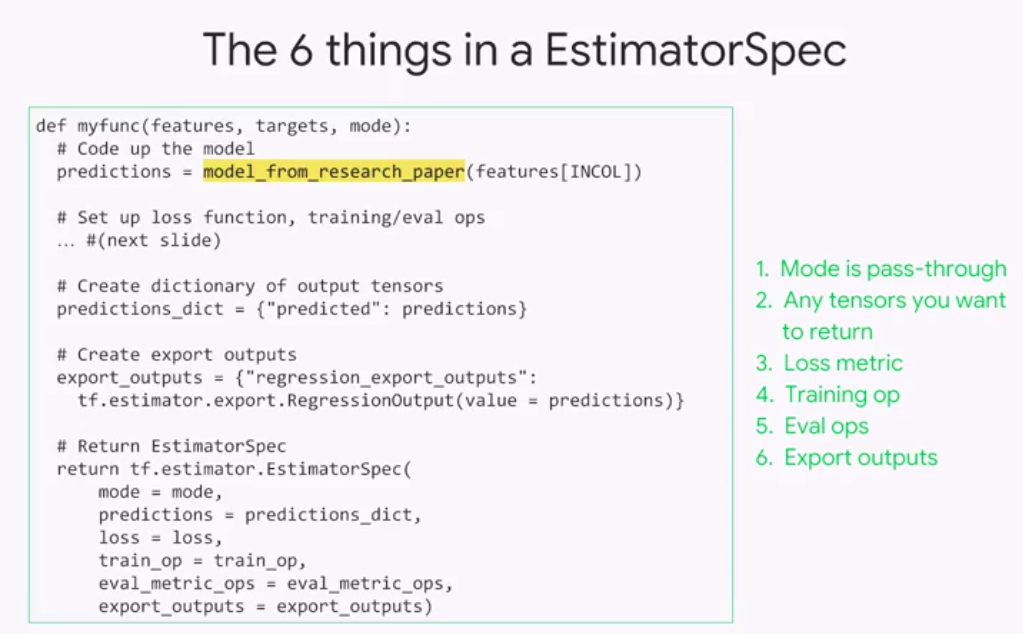 The 6 things in a EstimatorSpec
def myfunc(features, targets, mode):
  # Code up the model
  predictions = model_from_research_paper(features[INCOL])

  # Set up loss function, training/eval ops
  … #(next slide)

  # Create dictionary of output tensors
  predictions_dict = {"predicted": predictions}

  # Create export outputs
  export_outputs = {"regression_export_outputs":
    tf.estimator.export.RegressionOutput(value = predictions)}

  # Return EstimatorSpec
  return tf.estimator.EstimatorSpec(
      mode = mode,
      predictions = predictions_dict,
      loss = loss,
      train_op = train_op,
      eval_metric_ops = eval_metric_ops,
      export_outputs = export_outputs)
1. Mode is pass-through
2. Any tensors you want
to return
3. Loss metric
4. Training op
5. Eval ops
6. Export outputs